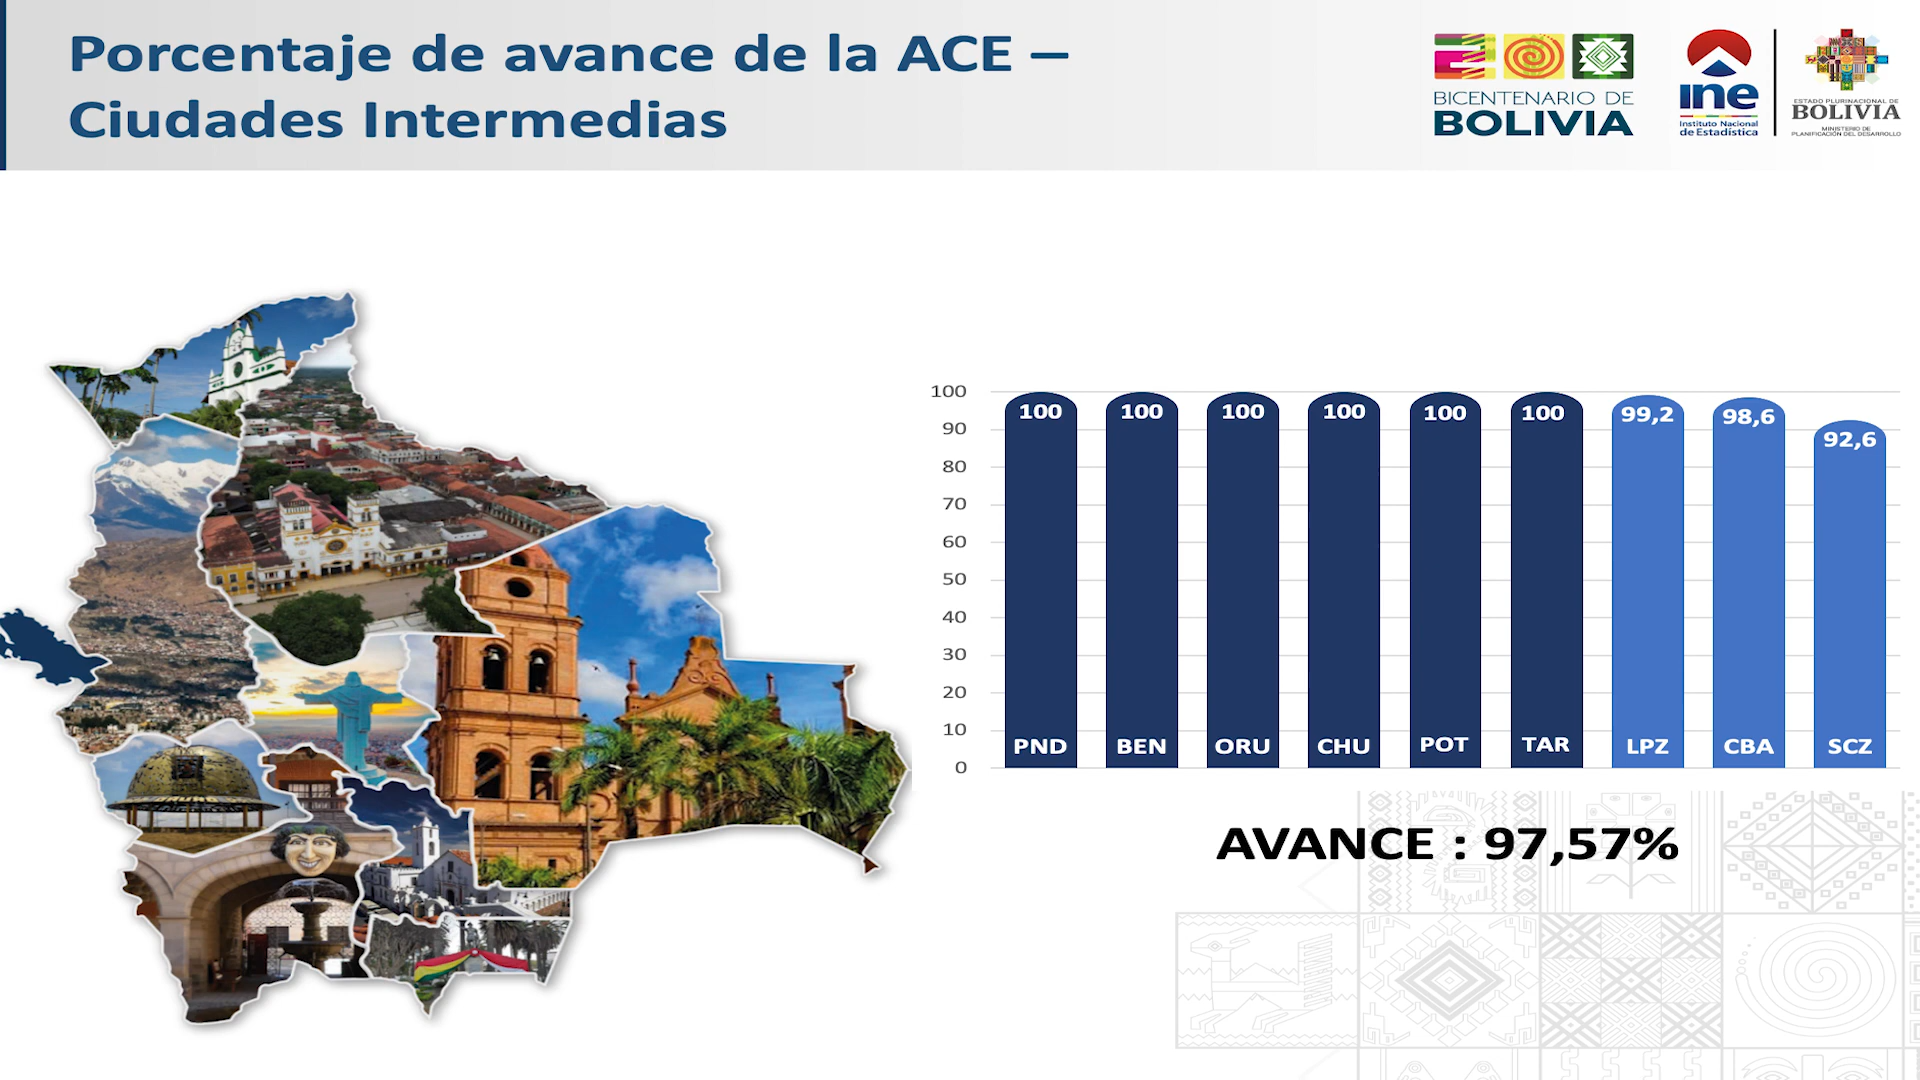 Porcentaje de avance de la ACE –
Ciudades Intermedias
BICENTENARIO DE
BOLIVIA
ine
Instituto Nacional
de Estadística
ESTADO PLURINACIONAL DE
BOLIVIA
MINISTERIO DE
PLANIFICACIÓN DEL DESARROLLO
100
90
80
70
60
50
40
30
20
10
0
100 100 100 100 100 100 99,2 98,6 92,6
PND BEN ORU CHU POT TAR LPZ CBA SCZ
AVANCE : 97,57%